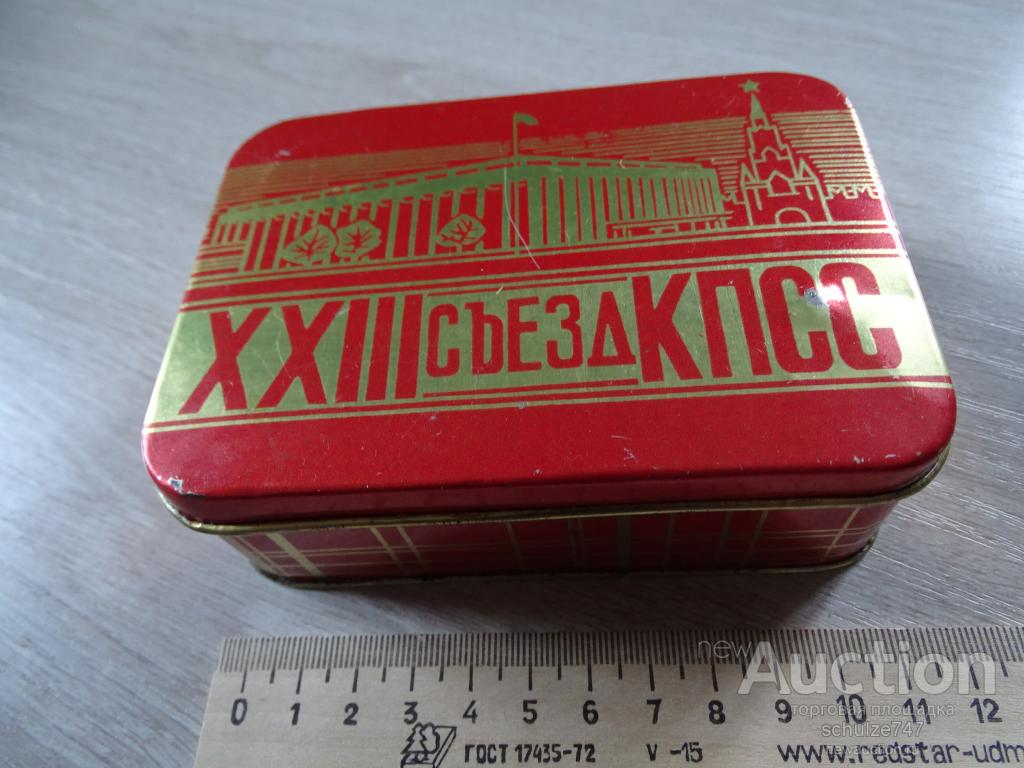 XXIII СЪЕЗД КПСС
new Auction
торговая площадка
schulze747
0 1 2 3 4 5 6 7 8 9 10 11 12
ГОСТ 17435-72 V -15 www.redstar-udm